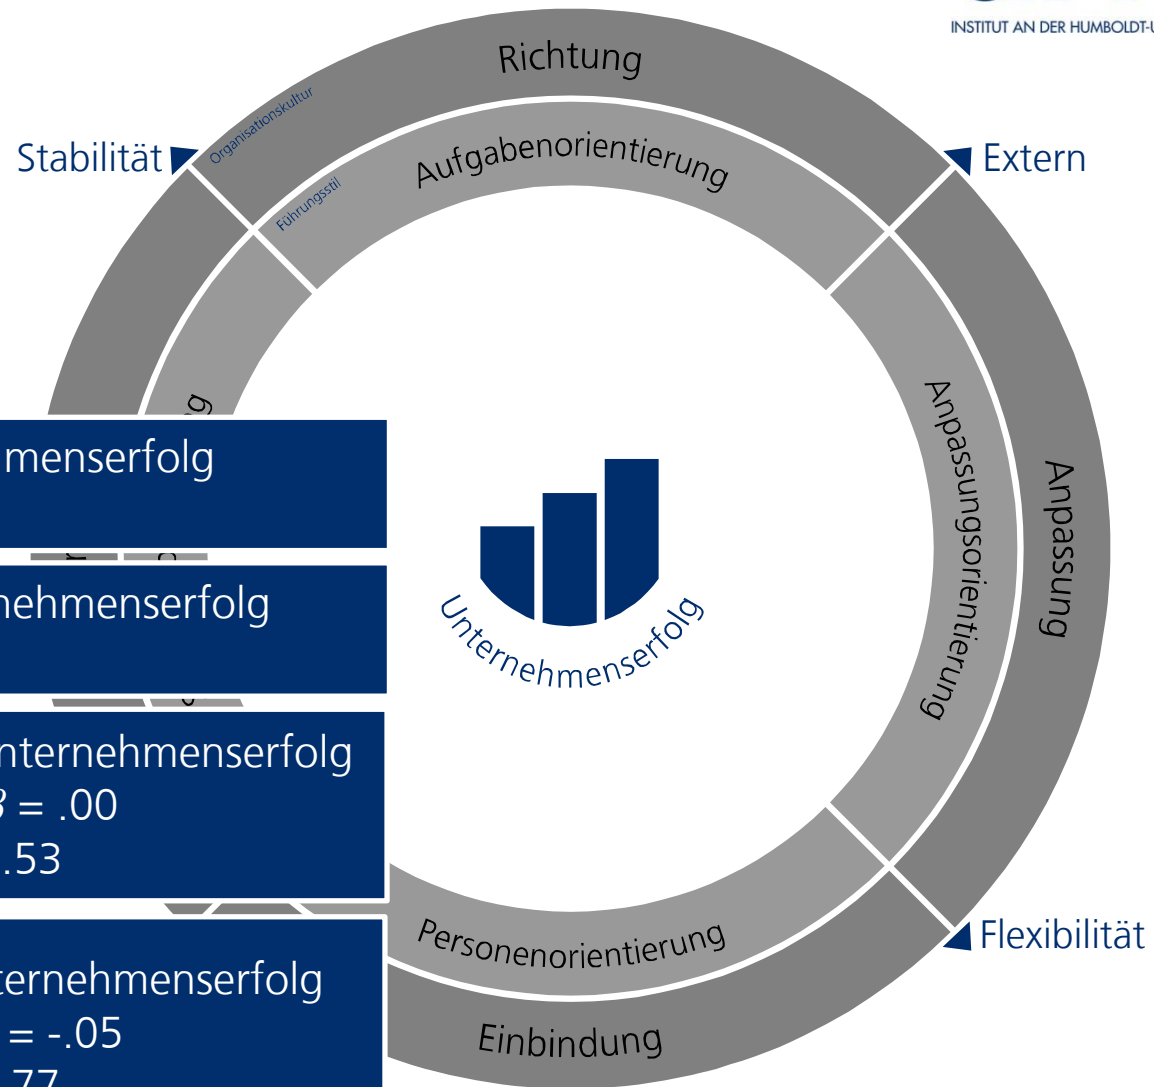 INSTITUT AN DER HUMBOLDT-U
Richtung
Organisationskultur
Stabilität
Extern
Aufgabenorientierung
Führungsstil
Anpassungsorientierung
Anpassung
menserfolg
nehmenserfolg
Unternehmenserfolg
nternehmenserfolg
= .00
.53
Personenorientierung
Flexibilität
ternehmenserfolg
= -.05
.77
Einbindung